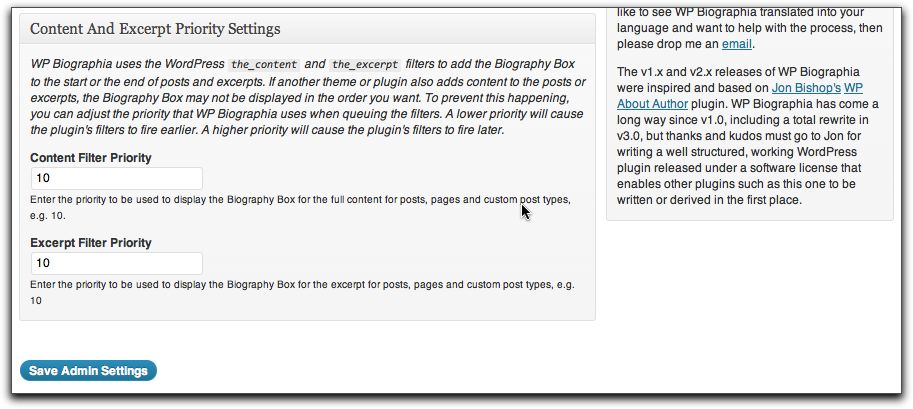 Content And Excerpt Priority Settings
WP Biographia uses the WordPress the_content and the_excerpt filters to add the Biography Box
to the start or the end of posts and excerpts. If another theme or plugin also adds content to the posts or
excerpts, the Biography Box may not be displayed in the order you want. To prevent this happening,
you can adjust the priority that WP Biographia uses when queuing the filters. A lower priority will cause
the plugin's filters to fire earlier. A higher priority will cause the plugin's filters to fire later.
Content Filter Priority
10
Enter the priority to be used to display the Biography Box for the full content for posts, pages and custom post types,
e.g. 10.
Excerpt Filter Priority
10
Enter the priority to be used to display the Biography Box for the excerpt for posts, pages and custom post types, e.g.
10
Save Admin Settings
like to see WP Biographia translated into your
language and want to help with the process, then
please drop me an email.
The v1.x and v2.x releases of WP Biographia
were inspired and based on Jon Bishop's WP
About Author plugin. WP Biographia has come a
long way since v1.0, including a total rewrite in
v3.0, but thanks and kudos must go to Jon for
writing a well structured, working WordPress
plugin released under a software license that
enables other plugins such as this one to be
written or derived in the first place.